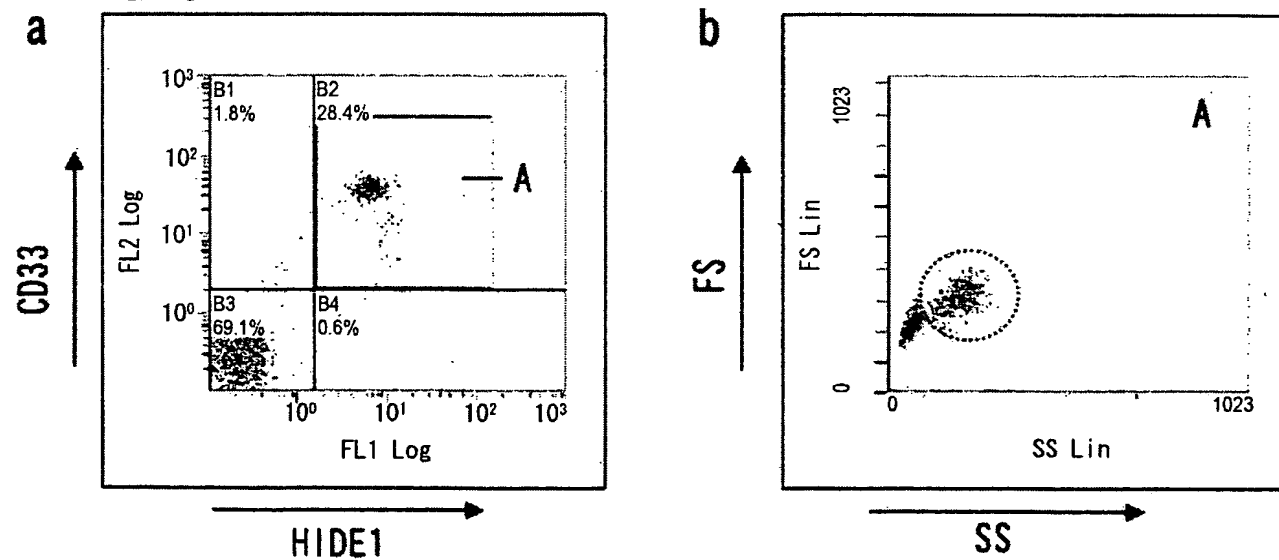 a
CD33
FL2 Log
10³
10²
10¹
10⁰
B1
1.8%
B2
28.4%
A
B3
69.1%
B4
0.6%
10⁰ 10¹ 10² 10³
FL1 Log
HIDE1
b
FS
FS Lin
1023
0
A
0 1023
SS Lin
SS